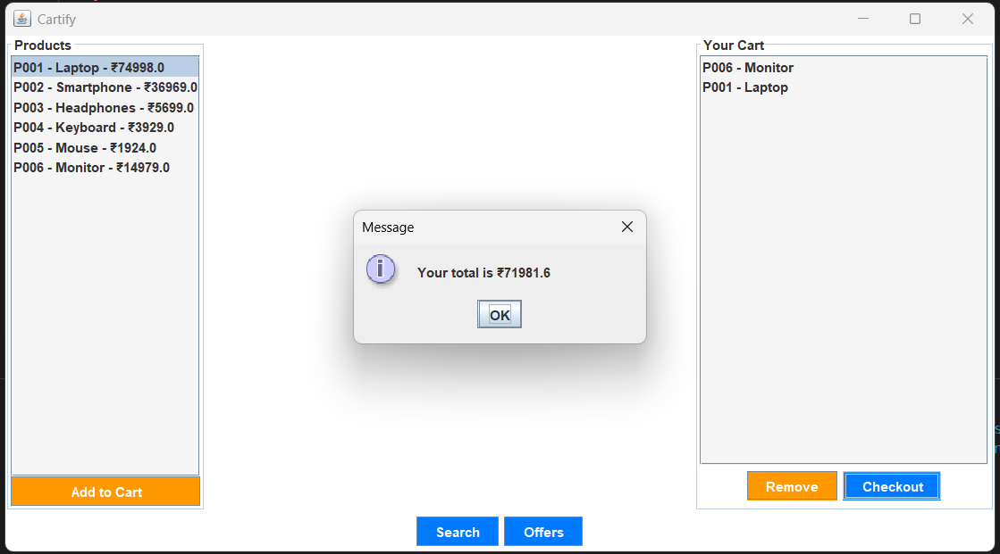 Cartify
Products
P001 - Laptop - ₹74998.0
P002 - Smartphone - ₹36969.0
P003 - Headphones - ₹5699.0
P004 - Keyboard - ₹3929.0
P005 - Mouse - ₹1924.0
P006 - Monitor - ₹14979.0
Add to Cart
Message
Your total is ₹71981.6
OK
Your Cart
P006 - Monitor
P001 - Laptop
Remove
Checkout
Search
Offers